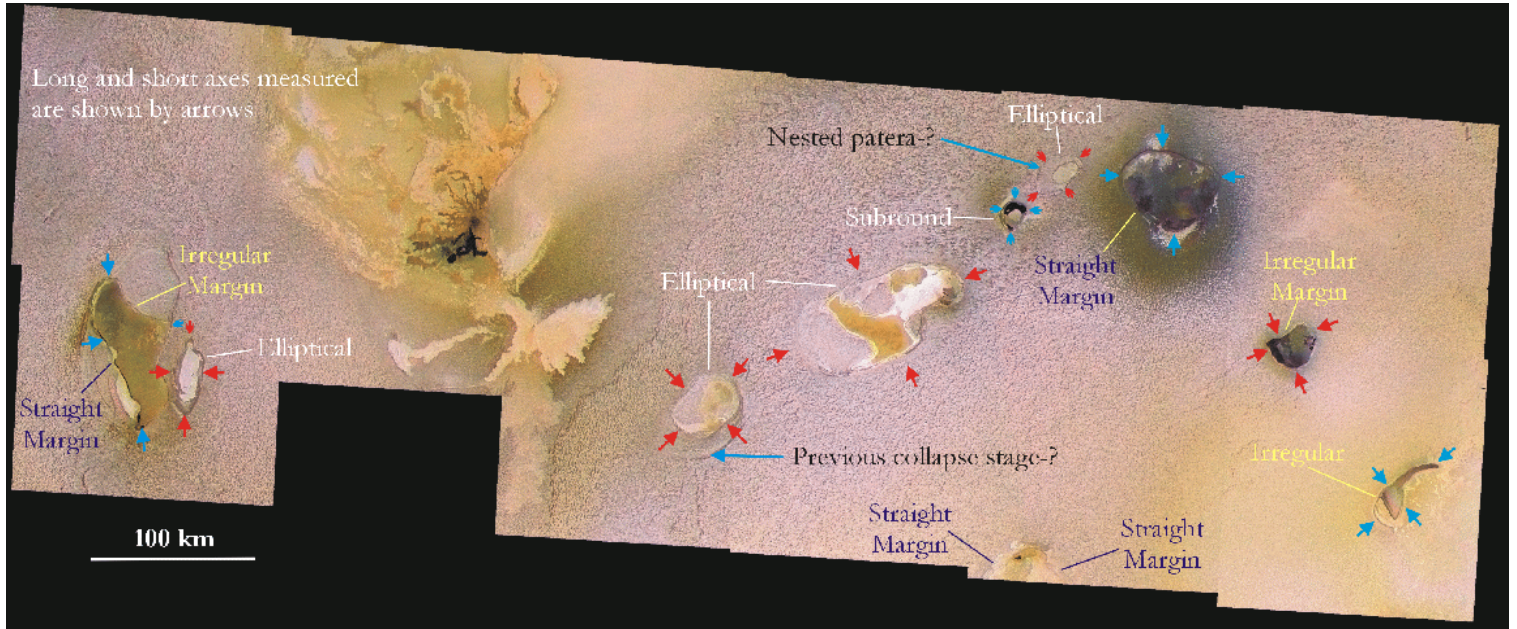 Long and short axes measured
are shown by arrows
Elliptical
Nested patera-?
Subround
Straight
Margin
Irregular
Margin
Irregular
Margin
Elliptical
Elliptical
Straight
Margin
Previous collapse stage-?
Irregular
Straight
Margin
Straight
Margin
100 km